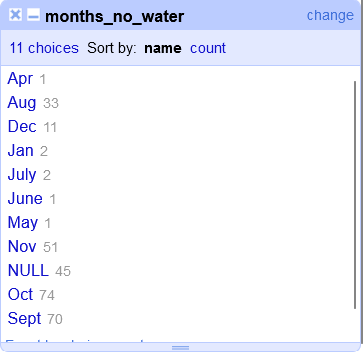 months_no_water change
11 choices Sort by: name count
Apr 1
Aug 33
Dec 11
Jan 2
July 2
June 1
May 1
Nov 51
NULL 45
Oct 74
Sept 70